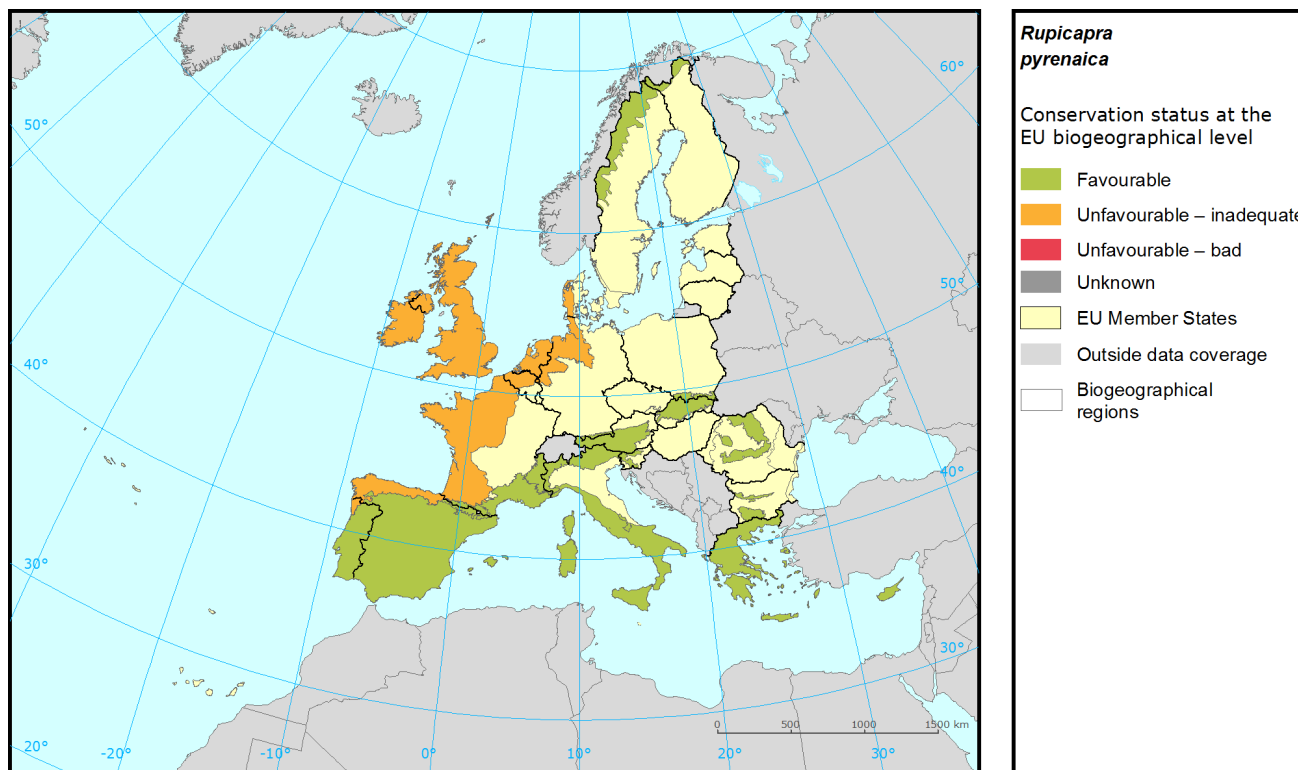 60°
50°
50°
40°
40°
30°
30°
20°
-20°
-10°
0°
10°
20°
30°
0
500
1000
1500 km
Rupicapra
pyrenaica
Conservation status at the
EU biogeographical level
Favourable
Unfavourable – inadequate
Unfavourable – bad
Unknown
EU Member States
Outside data coverage
Biogeographical
regions